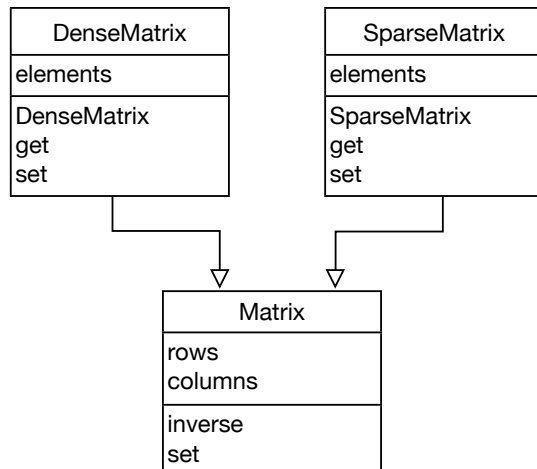 DenseMatrix
elements
DenseMatrix
get
set
SparseMatrix
elements
SparseMatrix
get
set
Matrix
rows
columns
inverse
set